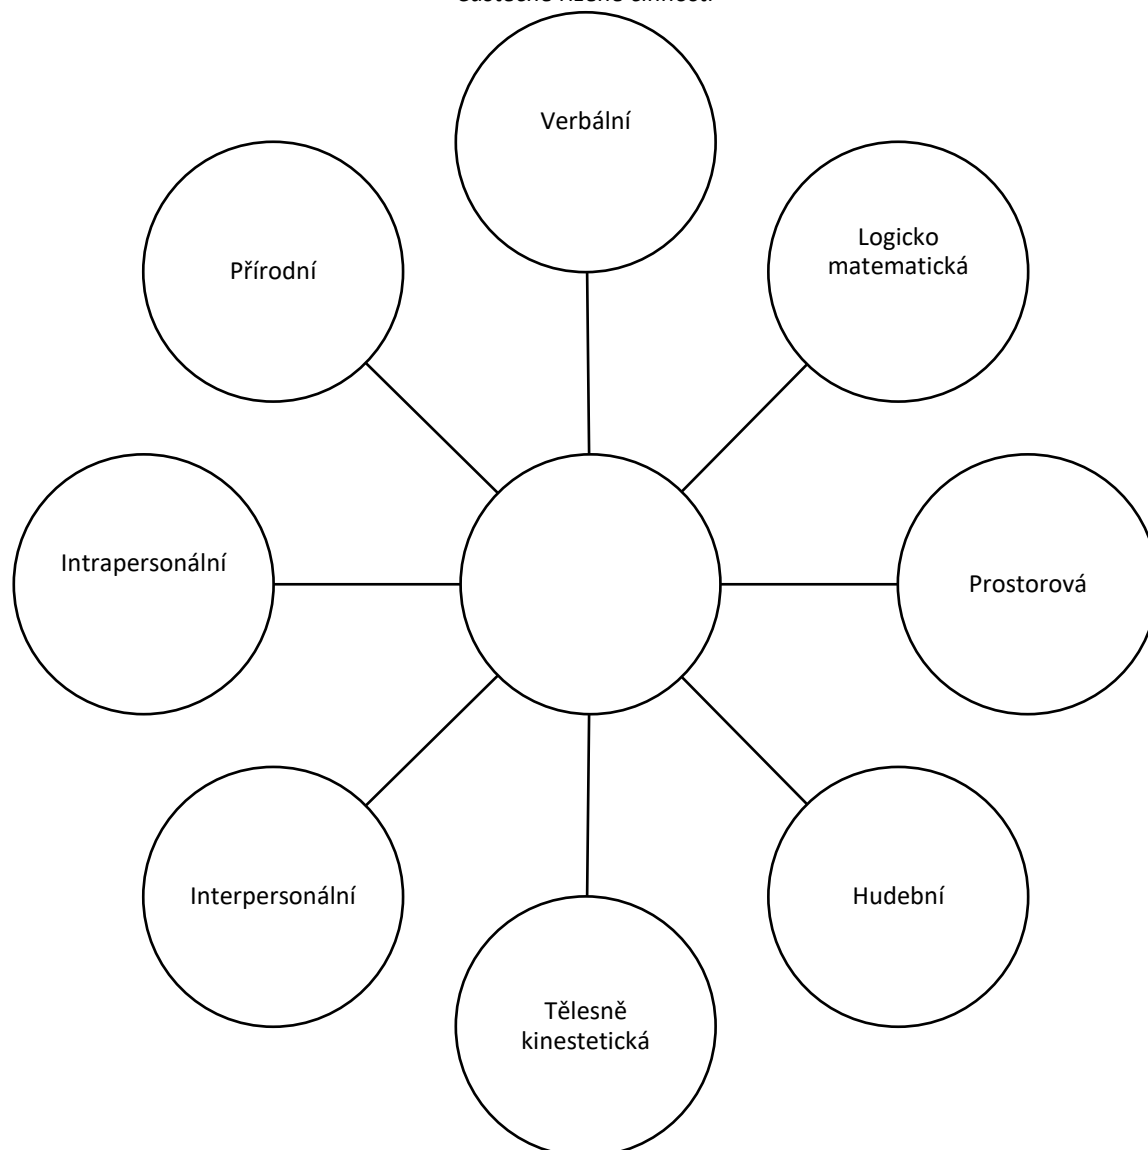 Verbální
Logicko
matematická
Přírodní
Intrapersonální
Prostorová
Interpersonální
Hudební
Tělesně
kinestetická